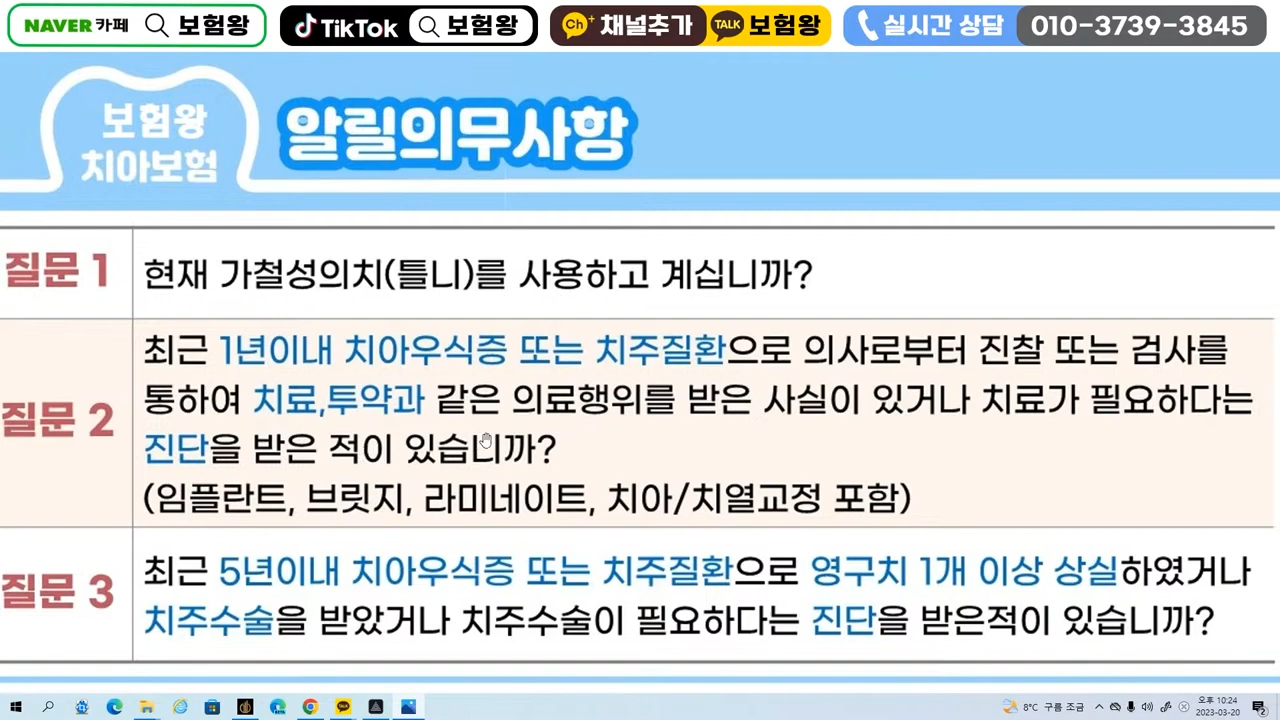 NAVER 카페 보험왕
TikTok 보험왕
Ch+ 채널추가 TALK 보험왕
실시간 상담 010-3739-3845
보험왕
치아보험
알릴의무사항
질문 1
현재 가철성의치(틀니)를 사용하고 계십니까?
질문 2
최근 1년이내 치아우식증 또는 치주질환으로 의사로부터 진찰 또는 검사를
통하여 치료,투약과 같은 의료행위를 받은 사실이 있거나 치료가 필요하다는
진단을 받은 적이 있습니까?
(임플란트, 브릿지, 라미네이트, 치아/치열교정 포함)
질문 3
최근 5년이내 치아우식증 또는 치주질환으로 영구치 1개 이상 상실하였거나
치주수술을 받았거나 치주수술이 필요하다는 진단을 받은적이 있습니까?
8°C 구름 조금
오후 10:24
2023-03-20
2